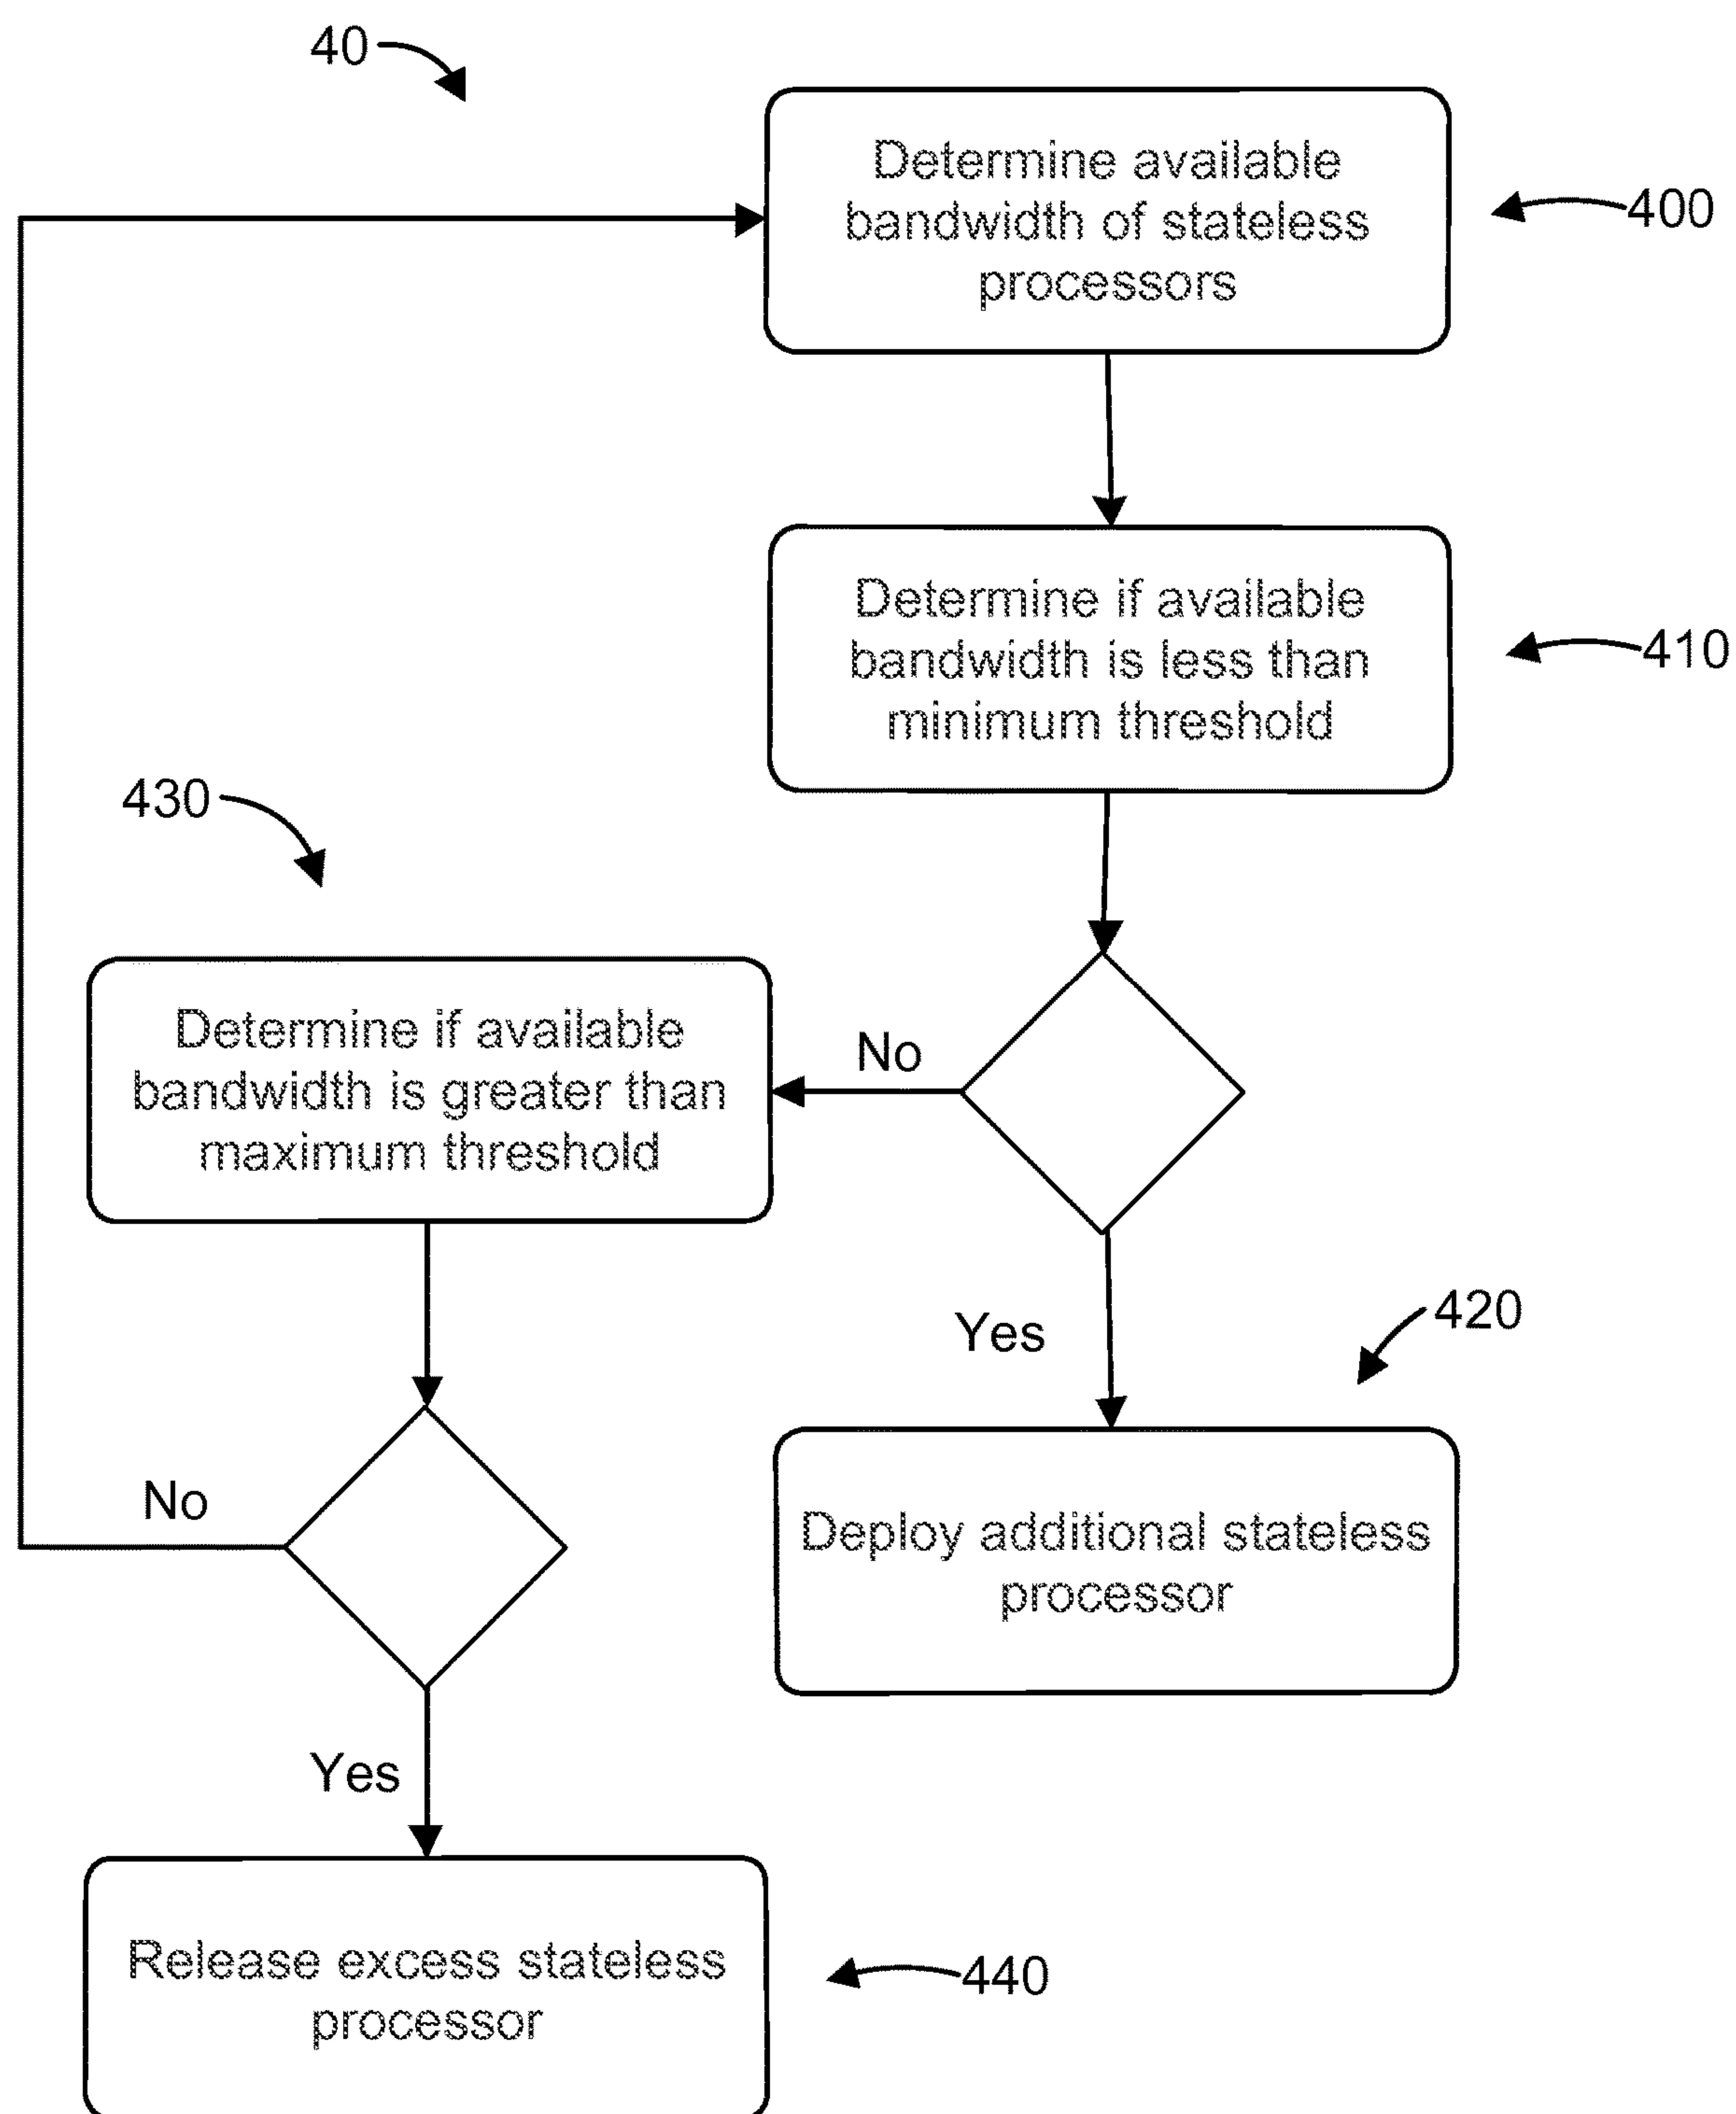 40
Determine available
bandwidth of stateless
processors
400
Determine if available
bandwidth is less than
minimum threshold
410
430
Determine if available
bandwidth is greater than
maximum threshold
No
Yes
420
Deploy additional stateless
processor
No
Yes
Release excess stateless
processor
440